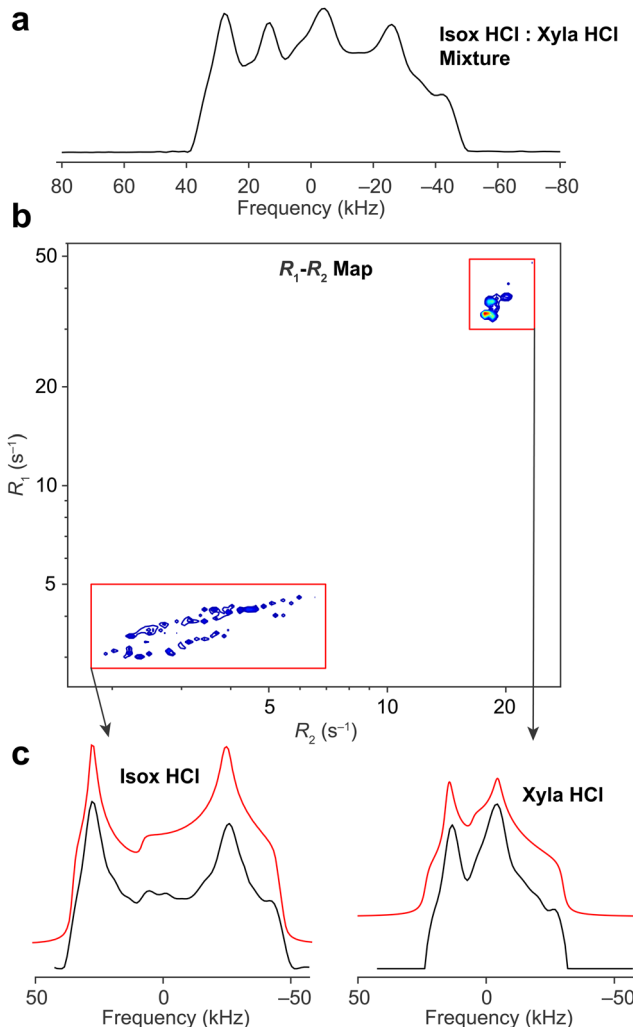 a
Isox HCl : Xyla HCl
Mixture
80 60 40 20 0 −20 −40 −60 −80
Frequency (kHz)
b
R1-R2 Map
50
20
10
5
R1 (s−1)
5 10 20
R2 (s−1)
c
Isox HCl
Xyla HCl
50 0 −50
50 0 −50
Frequency (kHz)
Frequency (kHz)